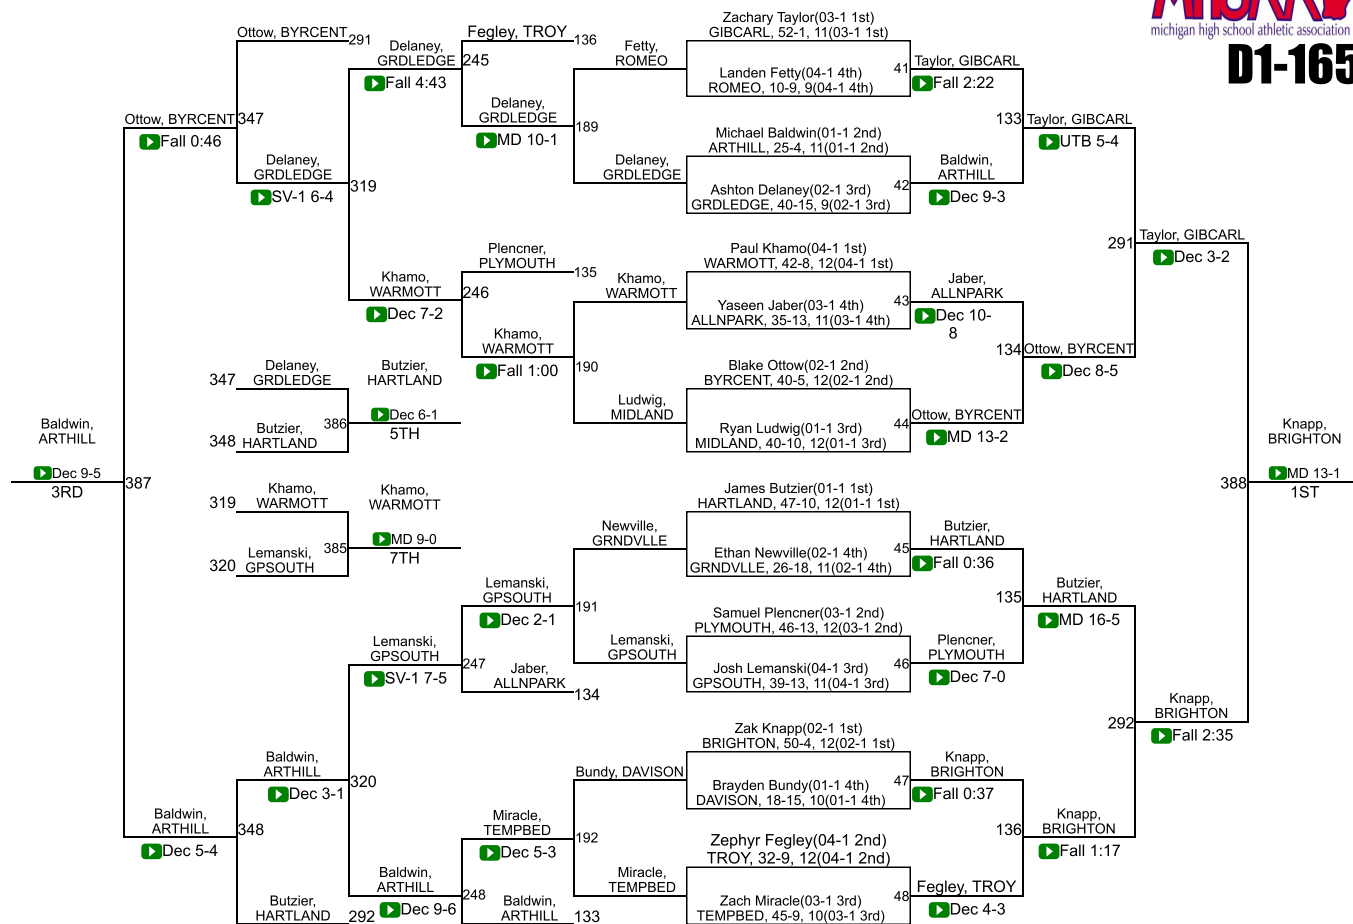 MHSAA
michigan high school athletic association
D1-165
Zachary Taylor(03-1 1st)
GIBCARL, 52-1, 11(03-1 1st)
Landen Fetty(04-1 4th)
ROMEO, 10-9, 9(04-1 4th)
41
Michael Baldwin(01-1 2nd)
ARTHILL, 25-4, 11(01-1 2nd)
Ashton Delaney(02-1 3rd)
GRDLEDGE, 40-15, 9(02-1 3rd)
42
Paul Khamo(04-1 1st)
WARMOTT, 42-8, 12(04-1 1st)
Yaseen Jaber(03-1 4th)
ALLNPARK, 35-13, 11(03-1 4th)
43
Blake Ottow(02-1 2nd)
BYRCENT, 40-5, 12(02-1 2nd)
Ryan Ludwig(01-1 3rd)
MIDLAND, 40-10, 12(01-1 3rd)
44
James Butzier(01-1 1st)
HARTLAND, 47-10, 12(01-1 1st)
Ethan Newville(02-1 4th)
GRNDVLLE, 26-18, 11(02-1 4th)
45
Samuel Plencner(03-1 2nd)
PLYMOUTH, 46-13, 12(03-1 2nd)
Josh Lemanski(04-1 3rd)
GPSOUTH, 39-13, 11(04-1 3rd)
46
Zak Knapp(02-1 1st)
BRIGHTON, 50-4, 12(02-1 1st)
Brayden Bundy(01-1 4th)
DAVISON, 18-15, 10(01-1 4th)
47
Zephyr Fegley(04-1 2nd)
TROY, 32-9, 12(04-1 2nd)
Zach Miracle(03-1 3rd)
TEMPBED, 45-9, 10(03-1 3rd)
48
Taylor, GIBCARL
Fall 2:22
133
Baldwin,
ARTHILL
Dec 9-3
Jaber,
ALLNPARK
Dec 10-
8
134
Ottow, BYRCENT
MD 13-2
Butzier,
HARTLAND
Fall 0:36
135
Plencner,
PLYMOUTH
Dec 7-0
Knapp,
BRIGHTON
Fall 0:37
136
Fegley, TROY
Dec 4-3
Taylor, GIBCARL
UTB 5-4
291
Ottow, BYRCENT
Dec 8-5
Butzier,
HARTLAND
MD 16-5
292
Knapp,
BRIGHTON
Fall 1:17
Taylor, GIBCARL
Dec 3-2
388
Knapp,
BRIGHTON
Fall 2:35
Knapp,
BRIGHTON
MD 13-1
1ST
Fetty,
ROMEO
189
Delaney,
GRDLEDGE
Khamo,
WARMOTT
190
Ludwig,
MIDLAND
Newville,
GRNDVLLE
191
Lemanski,
GPSOUTH
Bundy, DAVISON
192
Miracle,
TEMPBED
Fegley, TROY
136
245
Delaney,
GRDLEDGE
MD 10-1
Plencner,
PLYMOUTH
135
246
Khamo,
WARMOTT
Fall 1:00
Lemanski,
GPSOUTH
Dec 2-1
247
Jaber,
ALLNPARK
134
Miracle,
TEMPBED
Dec 5-3
248
Baldwin,
ARTHILL
133
Delaney,
GRDLEDGE
Fall 4:43
319
Khamo,
WARMOTT
Dec 7-2
Lemanski,
GPSOUTH
SV-1 7-5
320
Baldwin,
ARTHILL
Dec 9-6
Ottow, BYRCENT
291
347
Delaney,
GRDLEDGE
SV-1 6-4
Baldwin,
ARTHILL
Dec 3-1
348
Butzier,
HARTLAND
292
Ottow, BYRCENT
Fall 0:46
387
Baldwin,
ARTHILL
Dec 5-4
Baldwin,
ARTHILL
Dec 9-5
3RD
347
Delaney,
GRDLEDGE
348
Butzier,
HARTLAND
386
Butzier,
HARTLAND
Dec 6-1
5TH
319
Khamo,
WARMOTT
320
Lemanski,
GPSOUTH
385
Khamo,
WARMOTT
MD 9-0
7TH